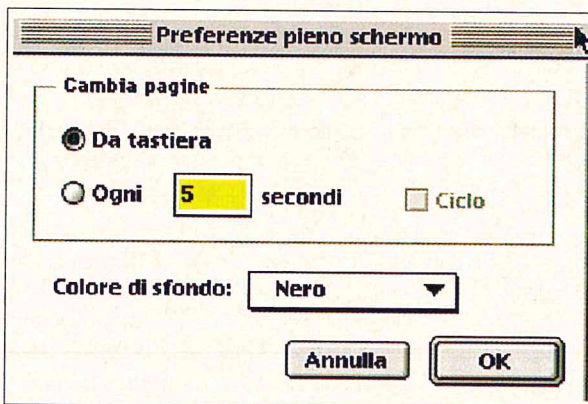 Preferenze pieno schermo
Cambia pagine
Da tastiera
Ogni 5 secondi Ciclo
Colore di sfondo: Nero
Annulla OK